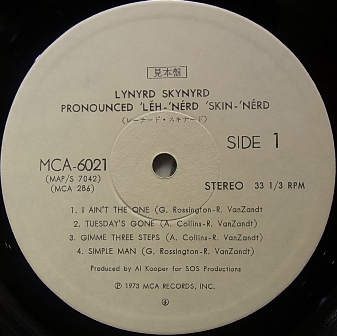 見本盤
LYNYRD SKYNYRD
PRONOUNCED 'LĔH-'NÉRD 'SKIN-'NÉRD
(レーナード・スキナード)
SIDE 1
MCA-6021
(MAP/S 7042)
(MCA 286)
STEREO 33 1/3 RPM
1. I AIN'T THE ONE (G. Rossington-R. VanZandt
2. TUESDAY'S GONE (A. Collins-R. VanZandt
3. GIMME THREE STEPS (A. Collins-R. VanZandt)
4. SIMPLE MAN (G. Rossington-R. VanZandt)
Produced by Al Kooper for SOS Productions
Ⓟ 1973 MCA RECORDS, INC.
④